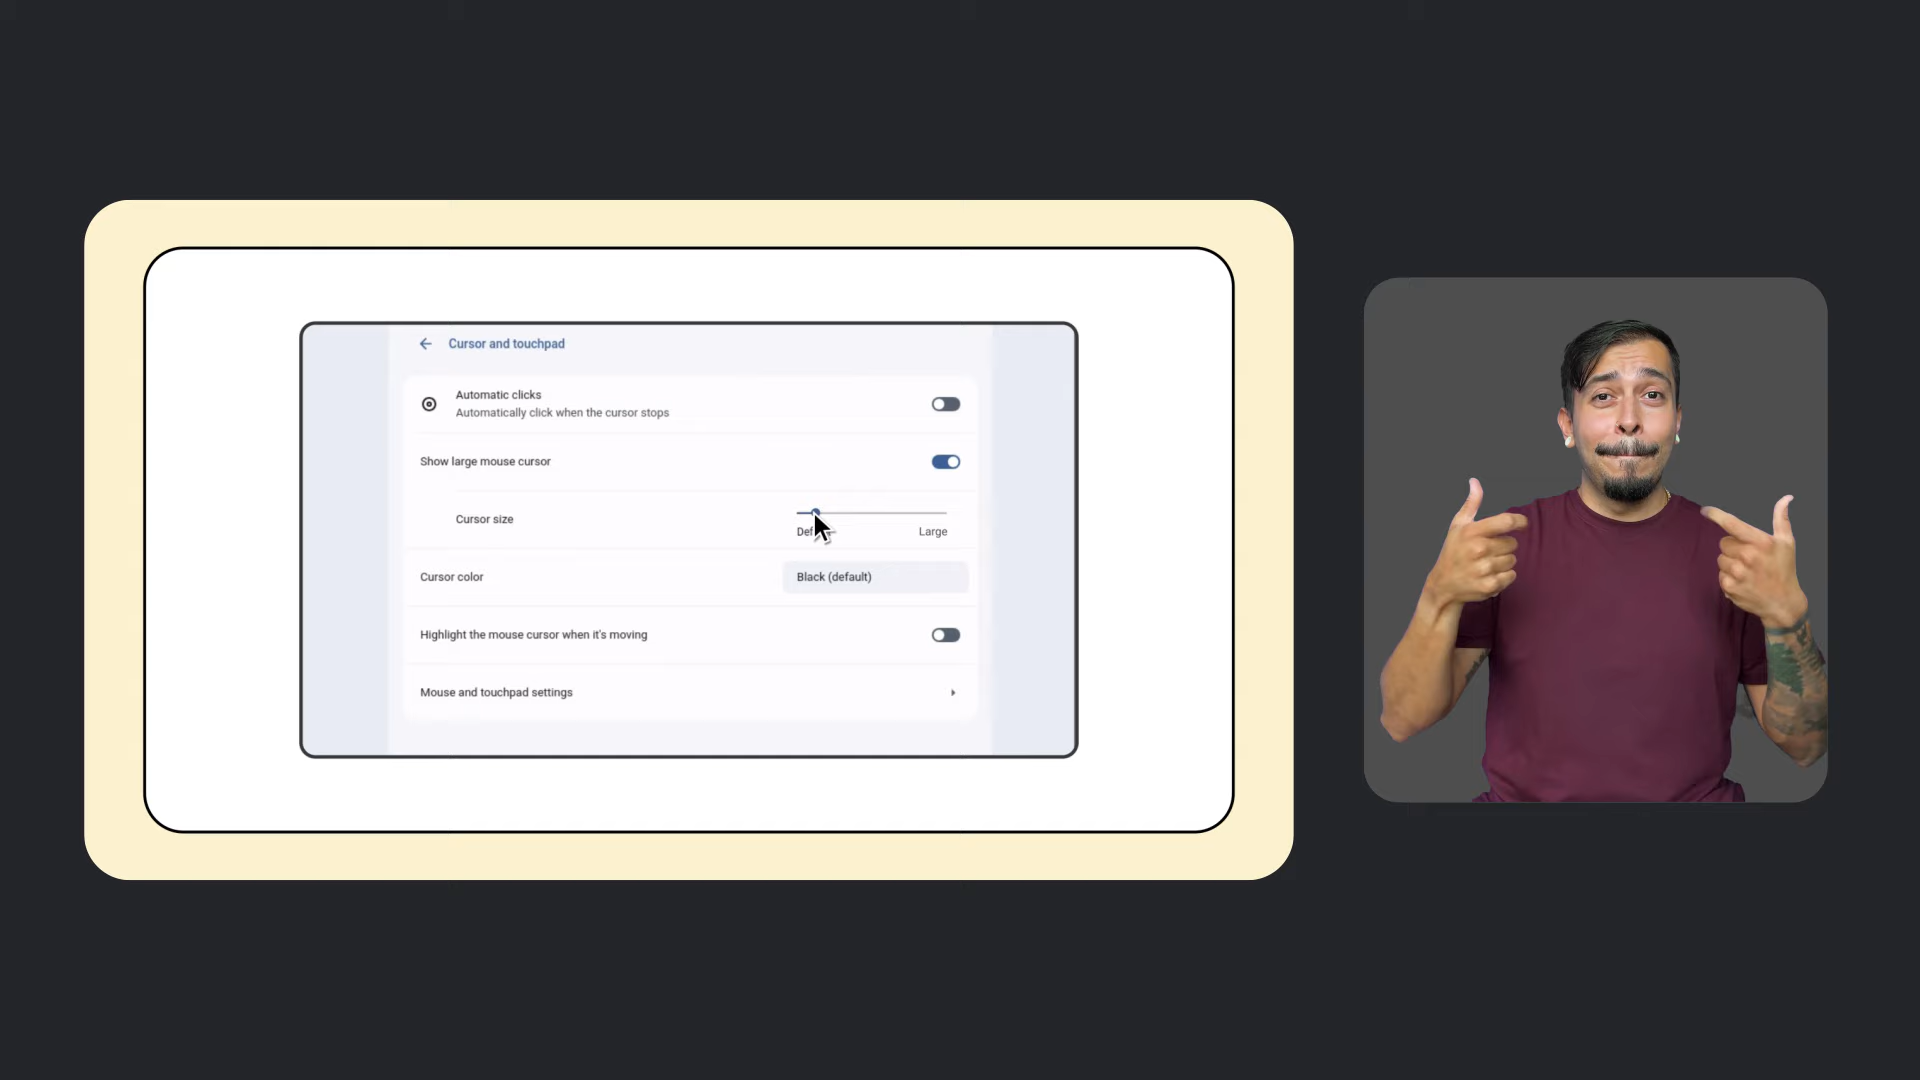 Cursor and touchpad
Automatic clicks
Automatically click when the cursor stops
Show large mouse cursor
Cursor size
Large
Cursor color
Black (default)
Highlight the mouse cursor when it's moving
Mouse and touchpad settings